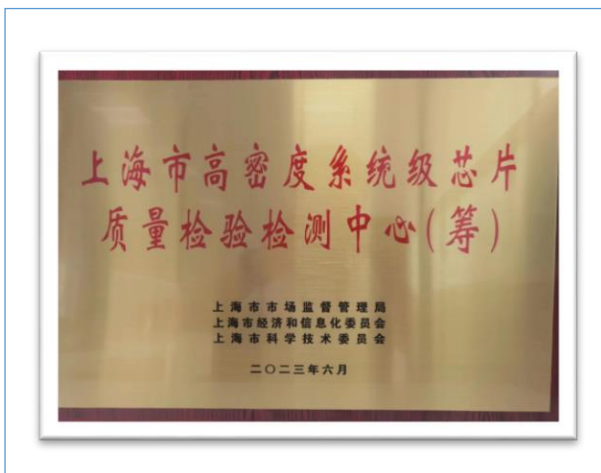 上海市高密度系统级芯片
质量检验检测中心(筹)
上海市市场监督管理局
上海市经济和信息化委员会
上海市科学技术委员会
二〇二三年六月